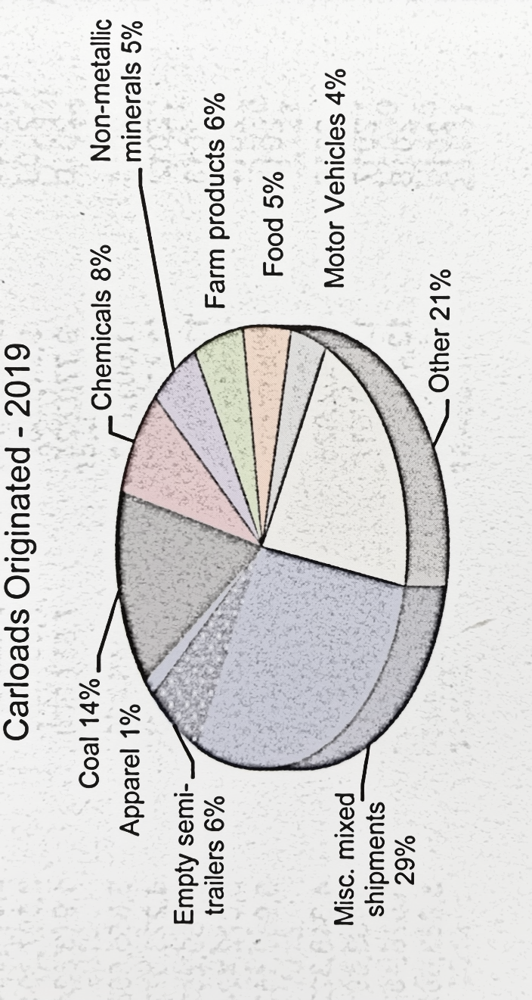 Carloads Originated - 2019
Coal 14%
Chemicals 8%
Non-metallic
minerals 5%
Apparel 1%
Farm products 6%
Empty semi-
trailers 6%
Food 5%
Motor Vehicles 4%
Misc. mixed
shipments
29%
Other 21%